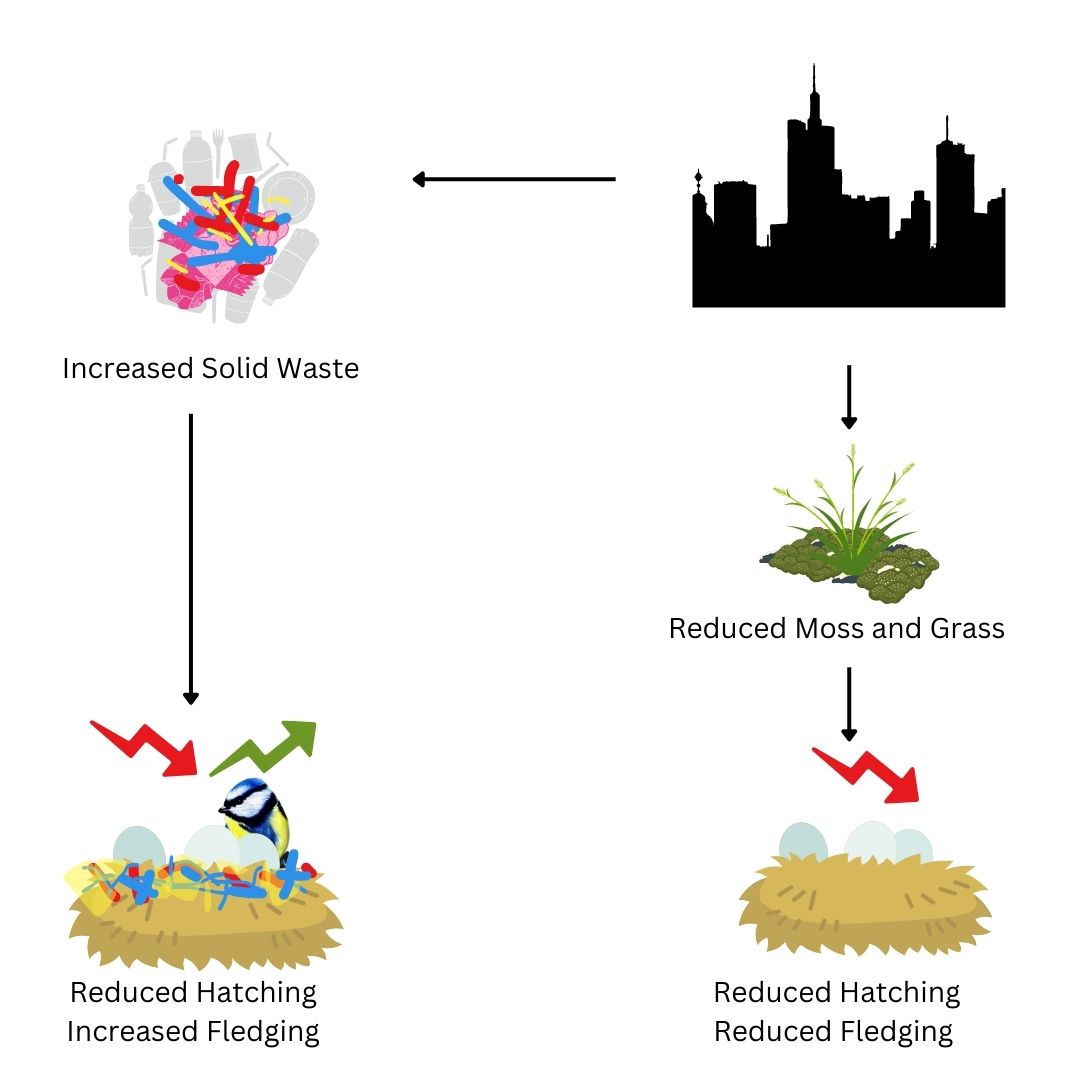 Increased Solid Waste
Reduced Moss and Grass
Reduced Hatching
Increased Fledging
Reduced Hatching
Reduced Fledging